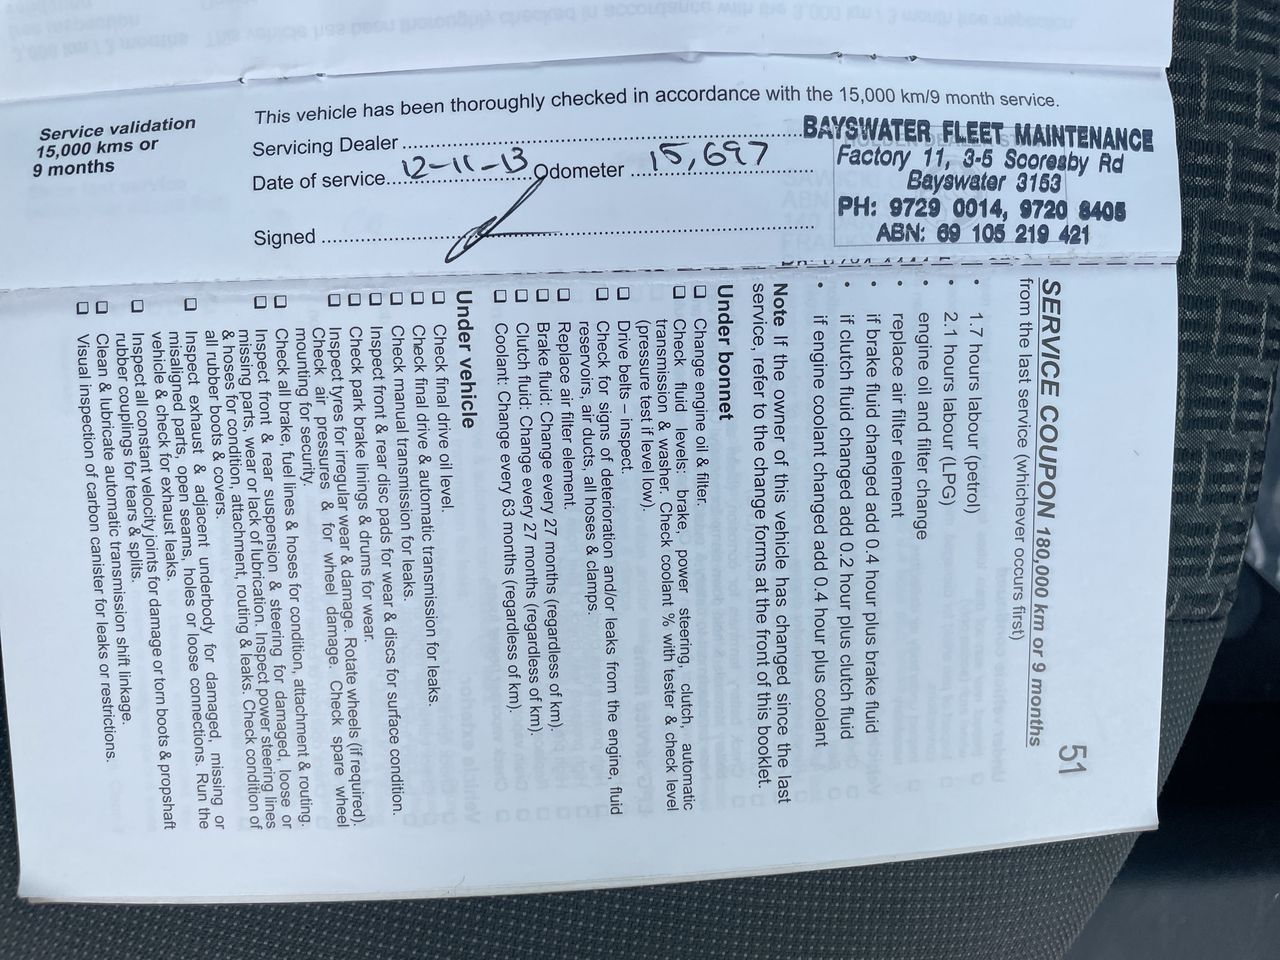 Service validation
15,000 kms or
9 months
This vehicle has been thoroughly checked in accordance with the 15,000 km/9 month service.
Servicing Dealer
Date of service 12-11-13 Odometer 15,697
Signed
BAYSWATER FLEET MAINTENANCE
Factory 11, 3-5 Scoresby Rd
Bayswater 3153
PH: 9729 0014, 9720 8405
ABN: 69 105 219 421
51
SERVICE COUPON 180,000 km or 9 months
from the last service (whichever occurs first)
• 1.7 hours labour (petrol)
• 2.1 hours labour (LPG)
• engine oil and filter change
• replace air filter element
• if brake fluid changed add 0.4 hour plus brake fluid
• if clutch fluid changed add 0.2 hour plus clutch fluid
• if engine coolant changed add 0.4 hour plus coolant
Note If the owner of this vehicle has changed since the last
service, refer to the change forms at the front of this booklet.
Under bonnet
☐ Change engine oil & filter.
☐ Check fluid levels: brake, power steering, clutch, automatic
transmission & washer. Check coolant % with tester & check level
(pressure test if level low).
☐ Drive belts – inspect.
☐ Check for signs of deterioration and/or leaks from the engine, fluid
reservoirs, air ducts, all hoses & clamps.
☐ Replace air filter element.
☐ Brake fluid: Change every 27 months (regardless of km).
☐ Clutch fluid: Change every 27 months (regardless of km).
☐ Coolant: Change every 63 months (regardless of km).
Under vehicle
☐ Check final drive oil level.
☐ Check final drive & automatic transmission for leaks.
☐ Check manual transmission for leaks.
☐ Inspect front & rear disc pads for wear & discs for surface condition.
☐ Check park brake linings & drums for wear.
☐ Inspect tyres for irregular wear & damage. Rotate wheels (if required).
Check air pressures & for wheel damage. Check spare wheel
mounting for security.
☐ Check all brake, fuel lines & hoses for condition, attachment & routing.
☐ Inspect front & rear suspension & steering for damaged, loose or
missing parts, wear or lack of lubrication. Inspect power steering lines
& hoses for condition, attachment, routing & leaks. Check condition of
all rubber boots & covers.
☐ Inspect exhaust & adjacent underbody for damaged, missing or
misaligned parts, open seams, holes or loose connections. Run the
vehicle & check for exhaust leaks.
☐ Inspect all constant velocity joints for damage or torn boots & propshaft
rubber couplings for tears & splits.
☐ Clean & lubricate automatic transmission shift linkage.
☐ Visual inspection of carbon canister for leaks or restrictions.